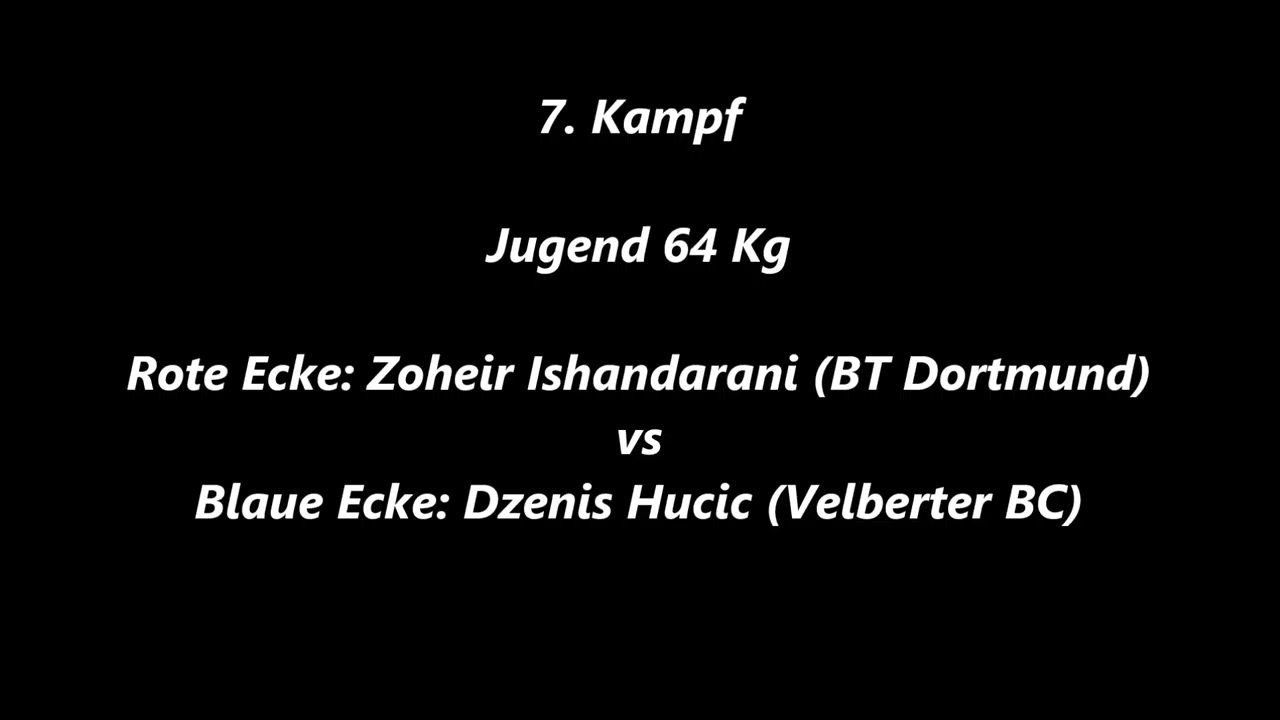 7. Kampf
Jugend 64 Kg
Rote Ecke: Zoheir Ishandarani (BT Dortmund)
vs
Blaue Ecke: Dzenis Hucic (Velberter BC)